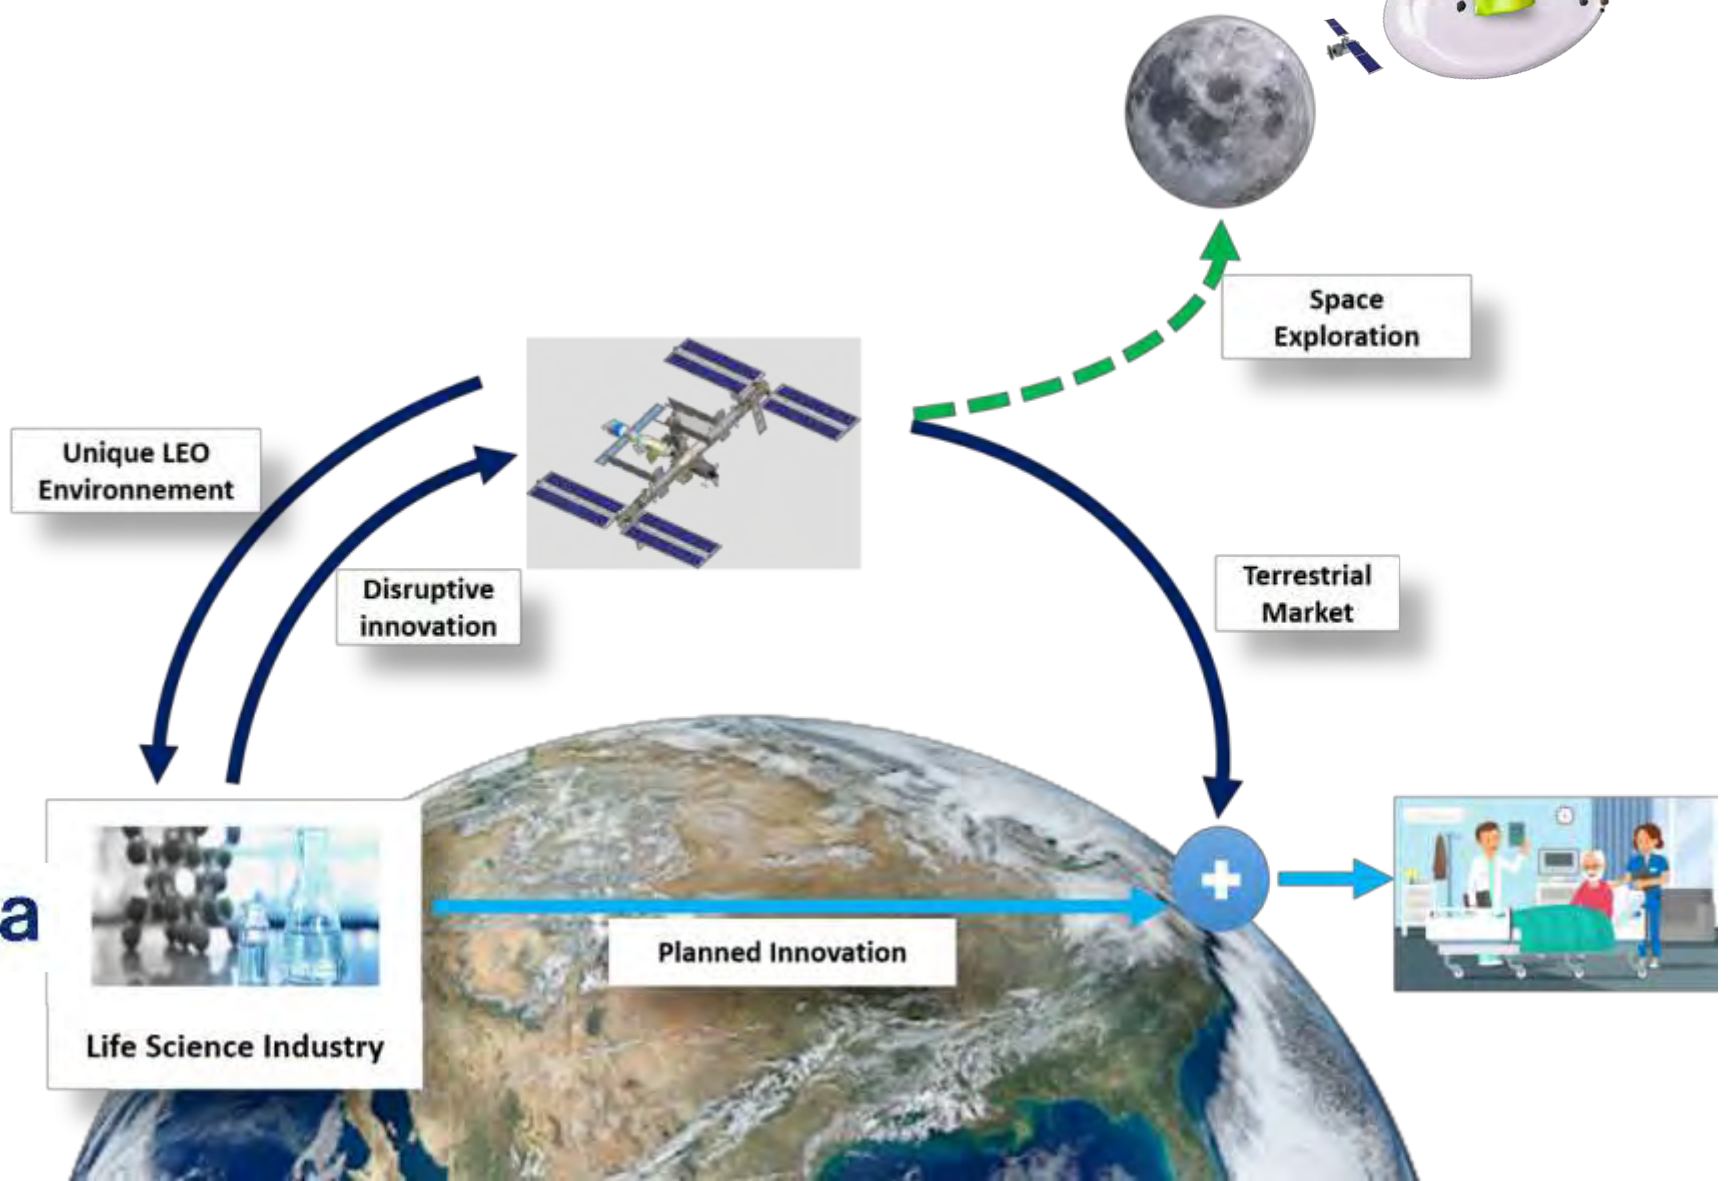 Space
Exploration
Unique LEO
Environnement
Disruptive
innovation
Terrestrial
Market
a
Planned Innovation
Life Science Industry